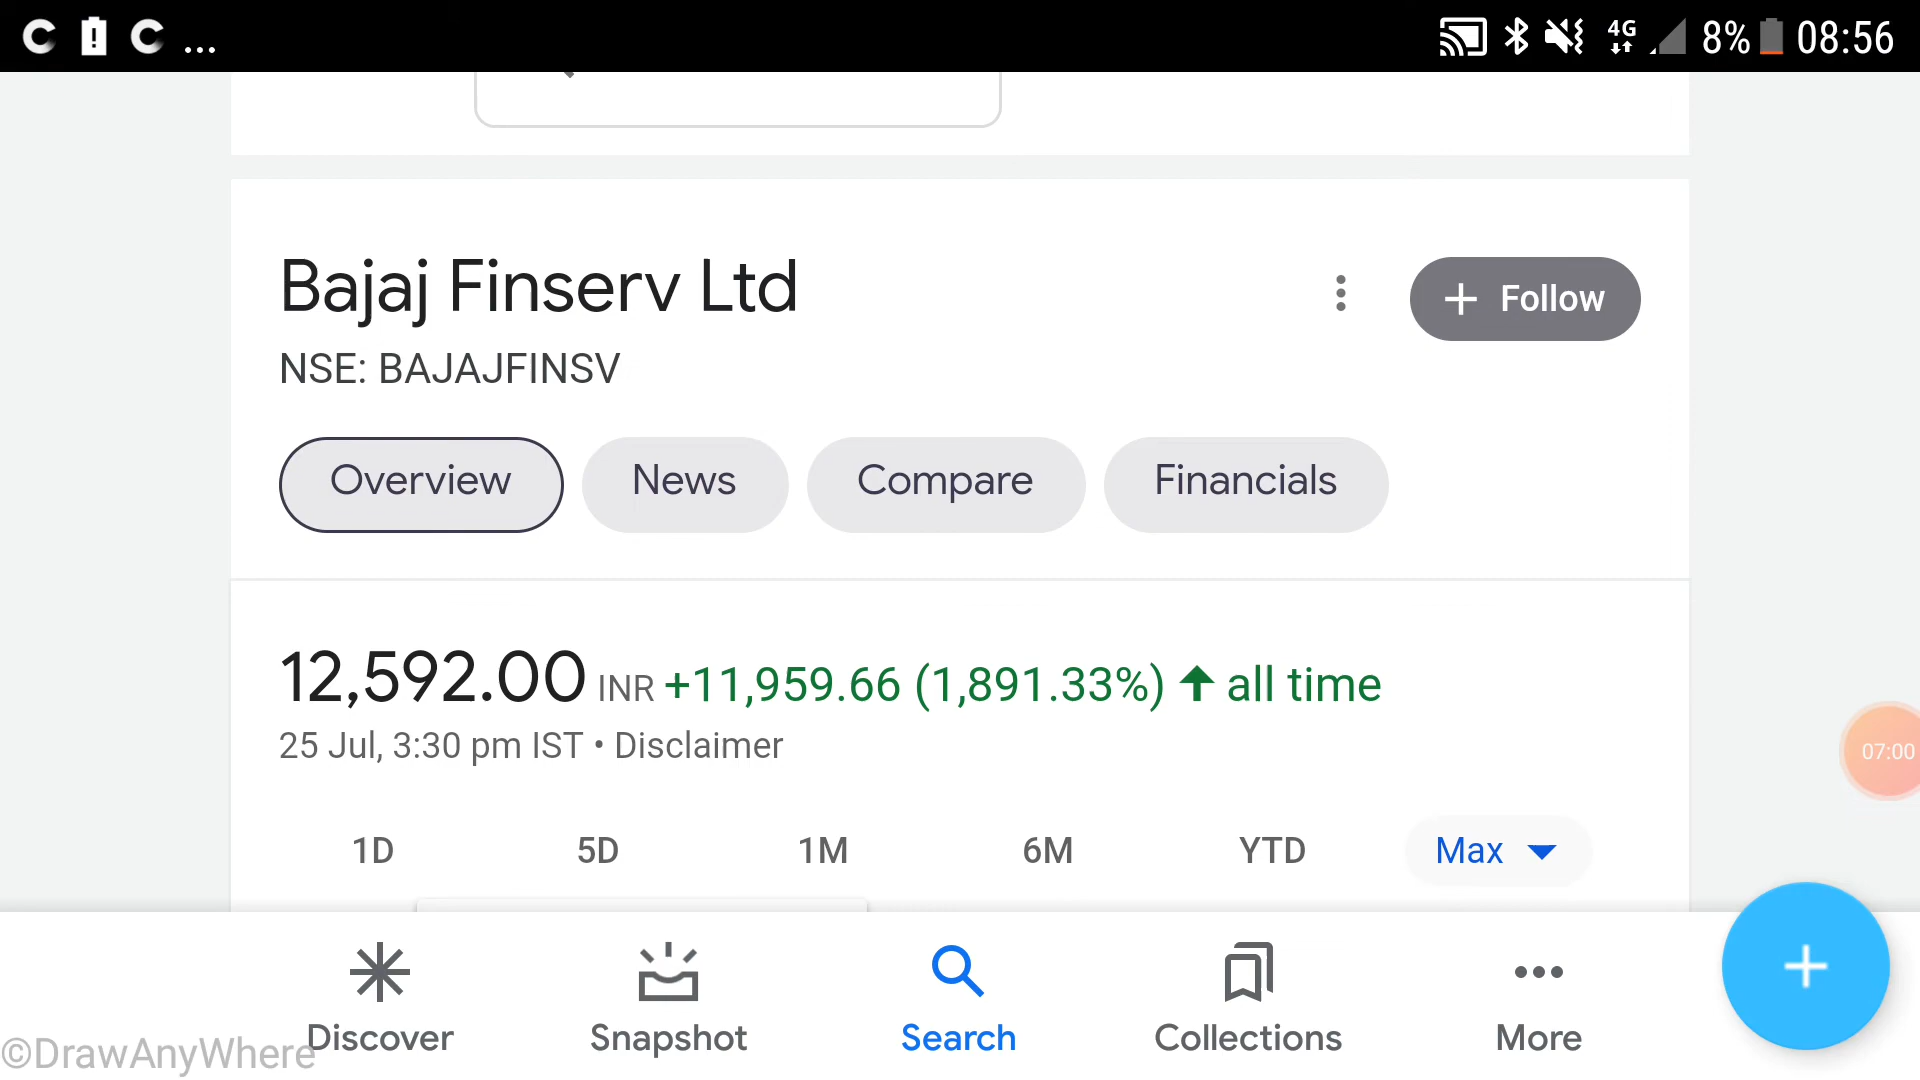 4G 8% 08:56
Bajaj Finserv Ltd
+ Follow
NSE: BAJAJFINSV
Overview News Compare Financials
12,592.00 INR +11,959.66 (1,891.33%) ↑ all time
25 Jul, 3:30 pm IST • Disclaimer
07:00
1D 5D 1M 6M YTD Max
Discover Snapshot Search Collections More
©DrawAnyWhere